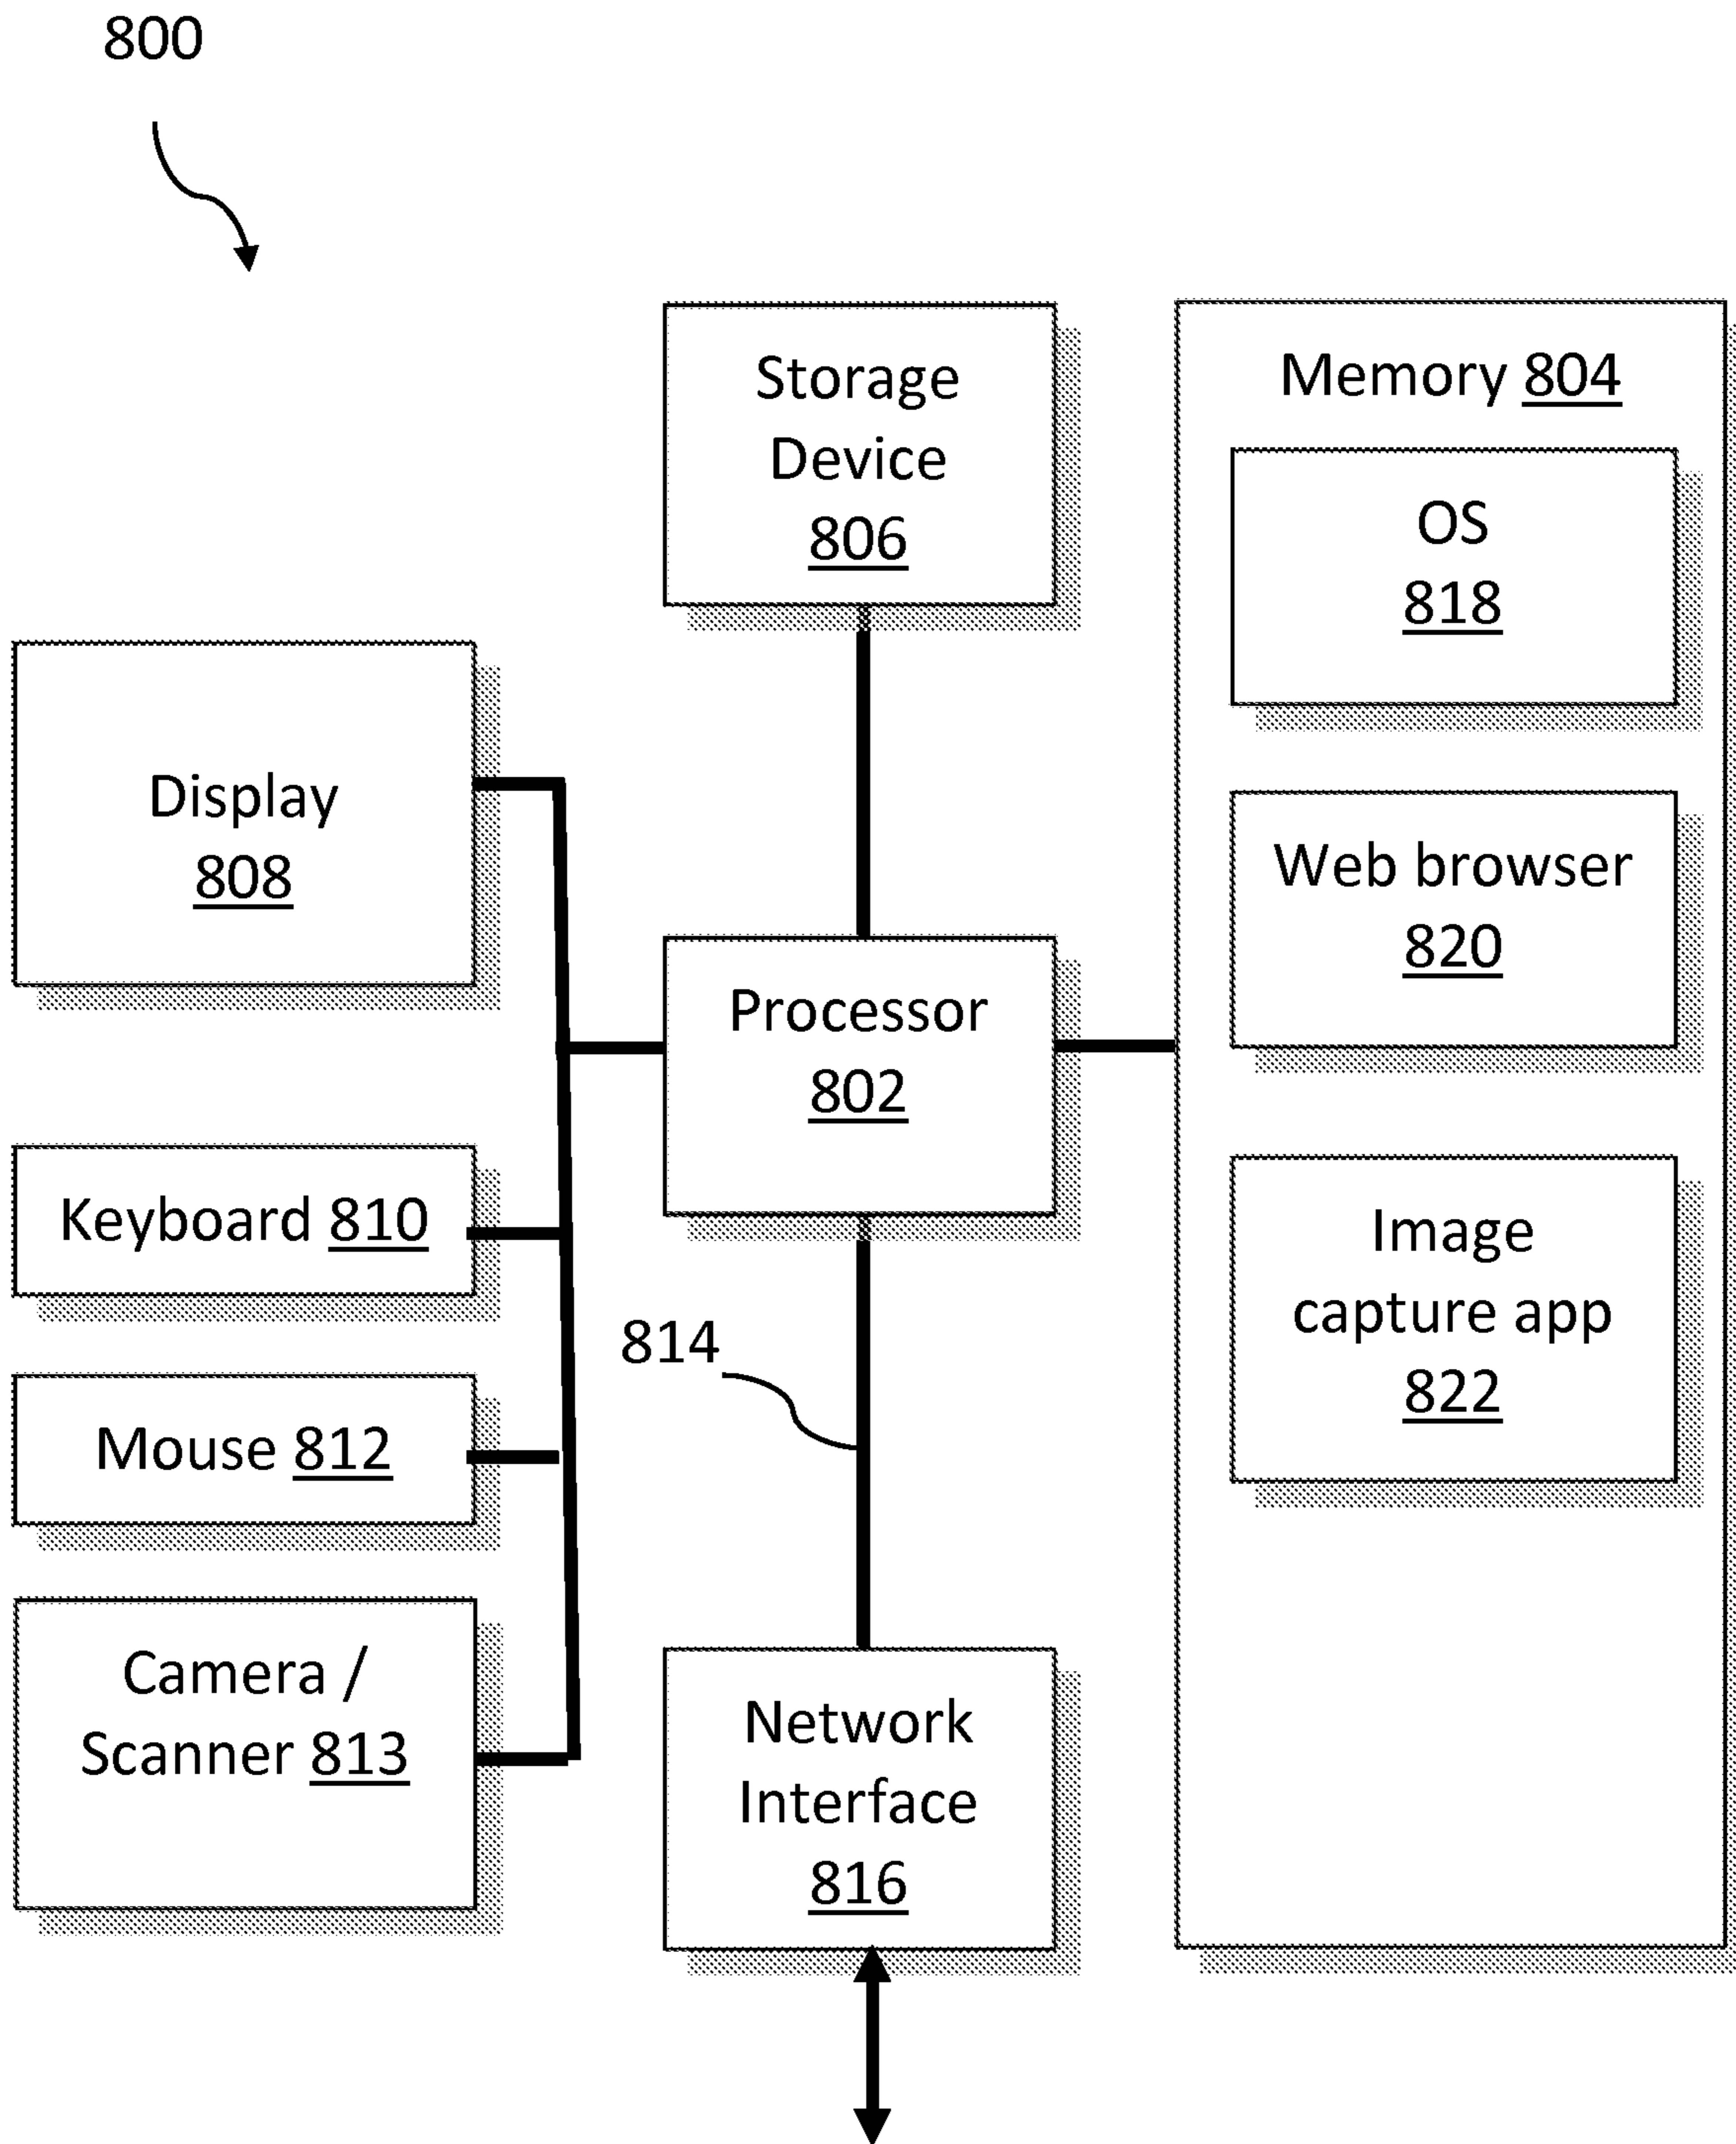 800
Storage
Device
806
Memory 804
OS
818
Display
808
Web browser
820
Processor
802
Keyboard 810
Image
capture app
822
814
Mouse 812
Camera /
Scanner 813
Network
Interface
816